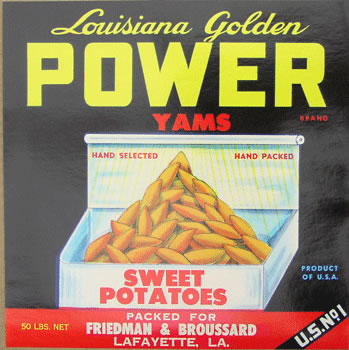 Louisiana Golden
POWER
BRAND
YAMS
HAND SELECTED
HAND PACKED
SWEET
POTATOES
PRODUCT
OF U.S.A.
50 LBS. NET
PACKED FOR
FRIEDMAN & BROUSSARD
LAFAYETTE, LA.
U.S. Nº 1